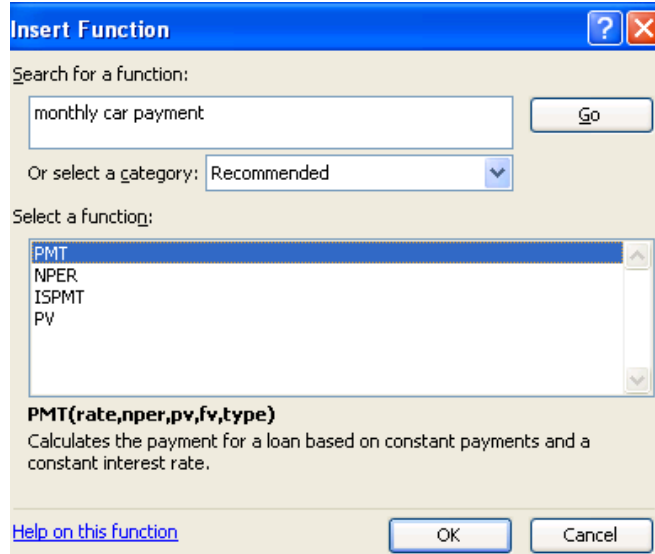 Insert Function
Search for a function:
monthly car payment
Go
Or select a category: Recommended
Select a function:
PMT
NPER
ISPMT
PV
PMT(rate,nper,pv,fv,type)
Calculates the payment for a loan based on constant payments and a
constant interest rate.
Help on this function
OK
Cancel